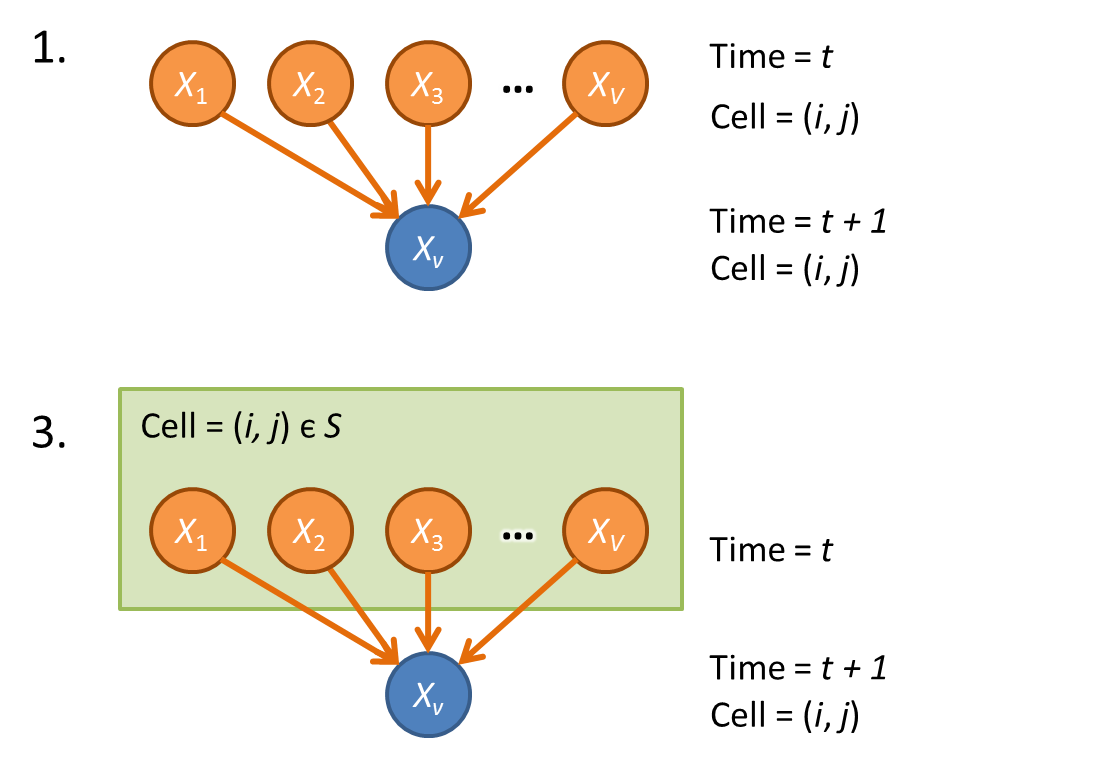 1.
X1 X2 X3 ... XV
Time = t
Cell = (i, j)
Xv
Time = t + 1
Cell = (i, j)
3.
Cell = (i, j) ϵ S
X1 X2 X3 ... XV
Time = t
Xv
Time = t + 1
Cell = (i, j)